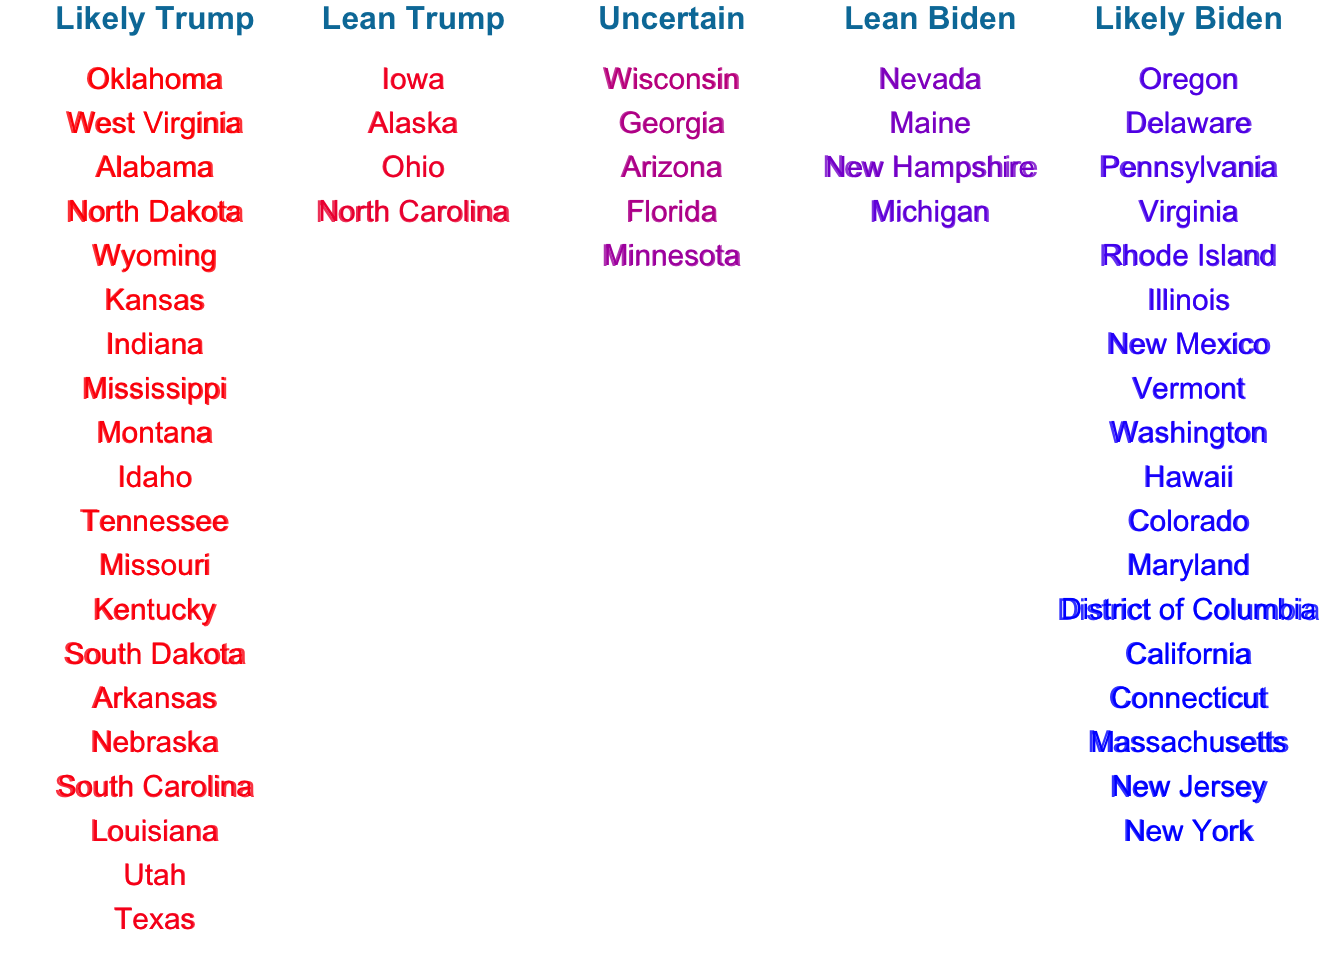 Likely Trump Lean Trump Uncertain Lean Biden Likely Biden
Oklahoma Iowa Wisconsin Nevada Oregon
West Virginia Alaska Georgia Maine Delaware
Alabama Ohio Arizona New Hampshire Pennsylvania
North Dakota North Carolina Florida Michigan Virginia
Wyoming Minnesota Rhode Island
Kansas Illinois
Indiana New Mexico
Mississippi Vermont
Montana Washington
Idaho Hawaii
Tennessee Colorado
Missouri Maryland
Kentucky District of Columbia
South Dakota California
Arkansas Connecticut
Nebraska Massachusetts
South Carolina New Jersey
Louisiana New York
Utah
Texas